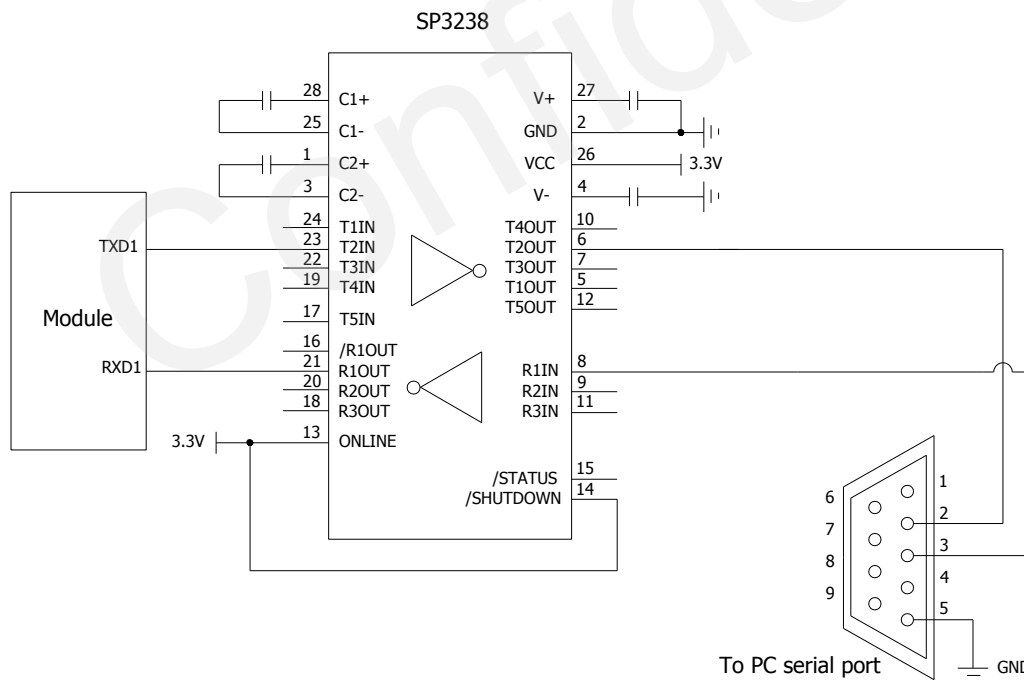 SP3238
28
C1+
V+
27
25
C1-
GND
2
1
C2+
VCC
26
3.3V
3
C2-
V-
4
24
T1IN
T4OUT
10
TXD1
23
T2IN
T2OUT
6
22
T3IN
T3OUT
7
19
T4IN
T1OUT
5
17
T5IN
T5OUT
12
Module
16
/R1OUT
RXD1
21
R1OUT
R1IN
8
20
R2OUT
R2IN
9
18
R3OUT
R3IN
11
3.3V
13
ONLINE
/STATUS
15
/SHUTDOWN
14
6
1
7
2
8
3
9
4
5
To PC serial port
GND